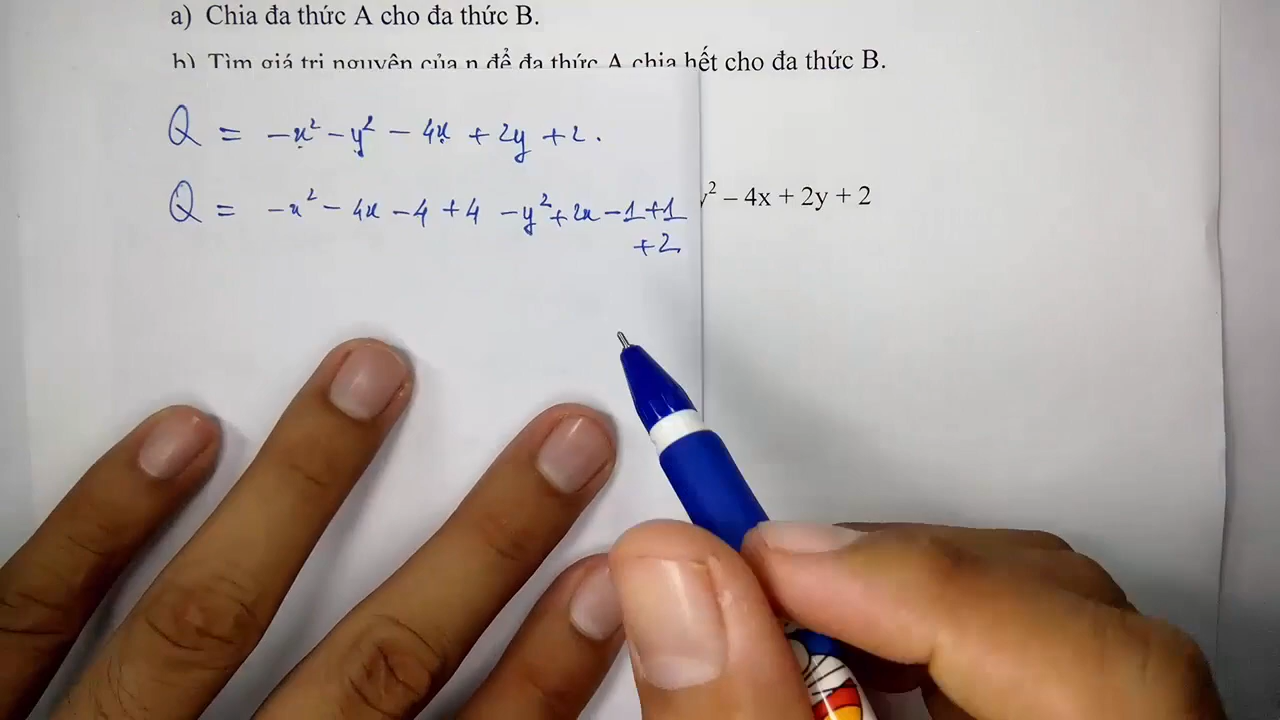 a) Chia đa thức A cho đa thức B.
b) Tìm giá trị nguyên của n để đa thức A chia hết cho đa thức B.
Q = -x² - y² - 4x + 2y + 2.
Q = -x² - 4x - 4 + 4 - y² + 2x - 1 + 1
+ 2
y² – 4x + 2y + 2